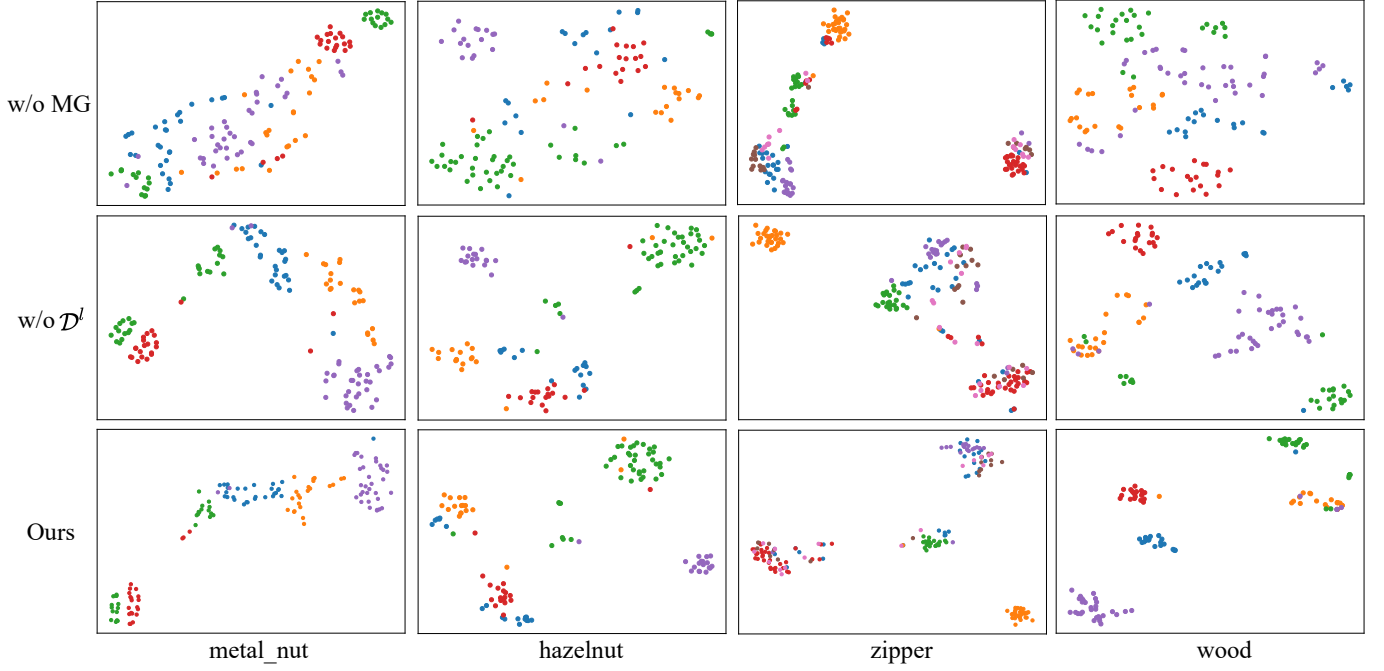 w/o MG
w/o 𝒟^l
Ours
metal_nut
hazelnut
zipper
wood